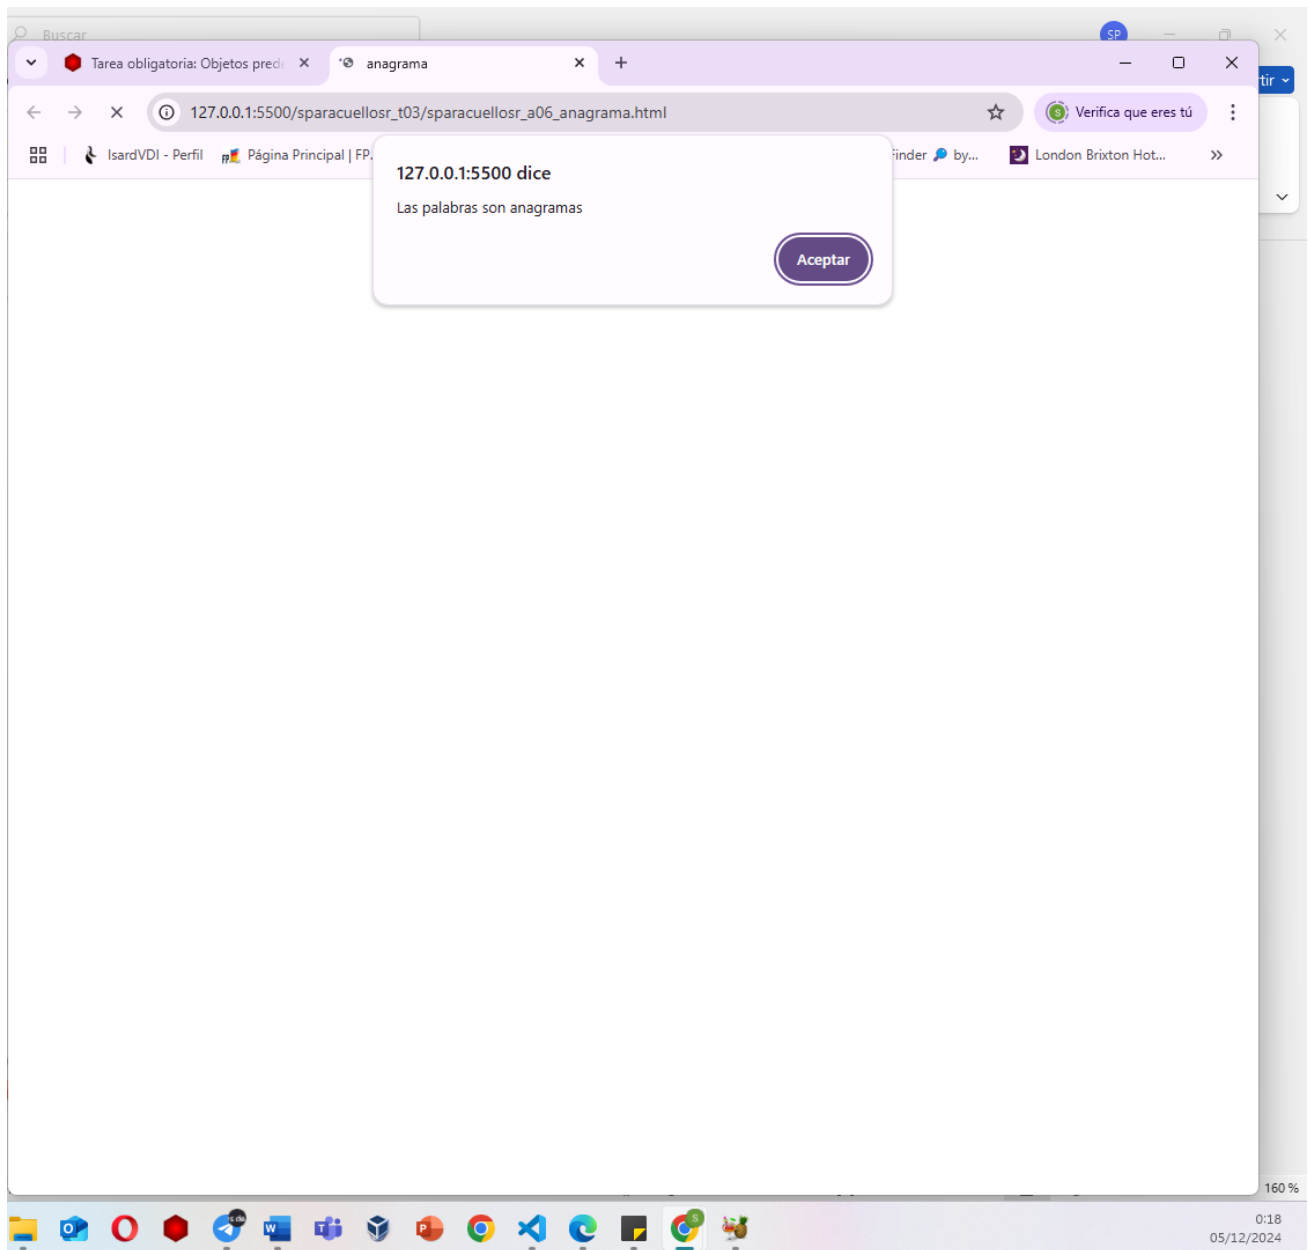 Buscar
SP
Tarea obligatoria: Objetos prede
anagrama
tir
127.0.0.1:5500/sparacuellosr_t03/sparacuellosr_a06_anagrama.html
S
Verifica que eres tú
IsardVDI - Perfil
Página Principal | FP.
Finder
by...
London Brixton Hot...
127.0.0.1:5500 dice
Las palabras son anagramas
Aceptar
160 %
0:18
05/12/2024